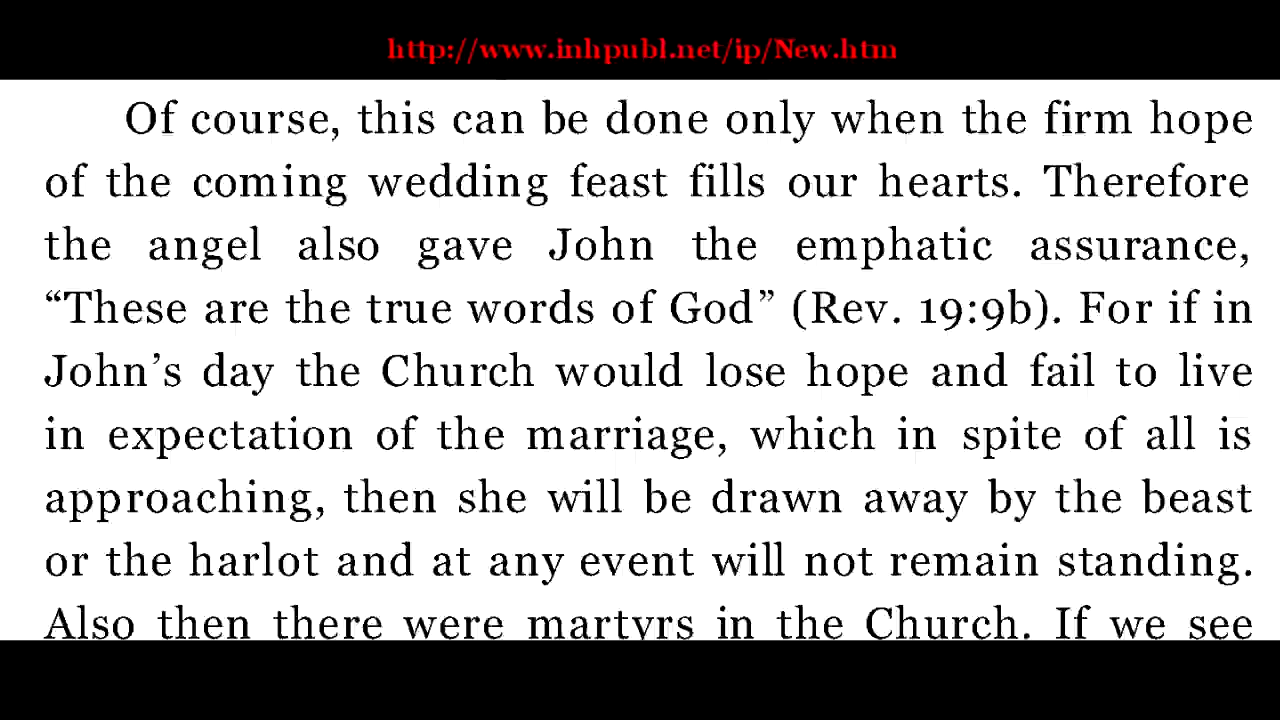 http://www.inhpubl.net/ip/New.htm
Of course, this can be done only when the firm hope
of the coming wedding feast fills our hearts. Therefore
the angel also gave John the emphatic assurance,
“These are the true words of God” (Rev. 19:9b). For if in
John’s day the Church would lose hope and fail to live
in expectation of the marriage, which in spite of all is
approaching, then she will be drawn away by the beast
or the harlot and at any event will not remain standing.
Also then there were martyrs in the Church. If we see